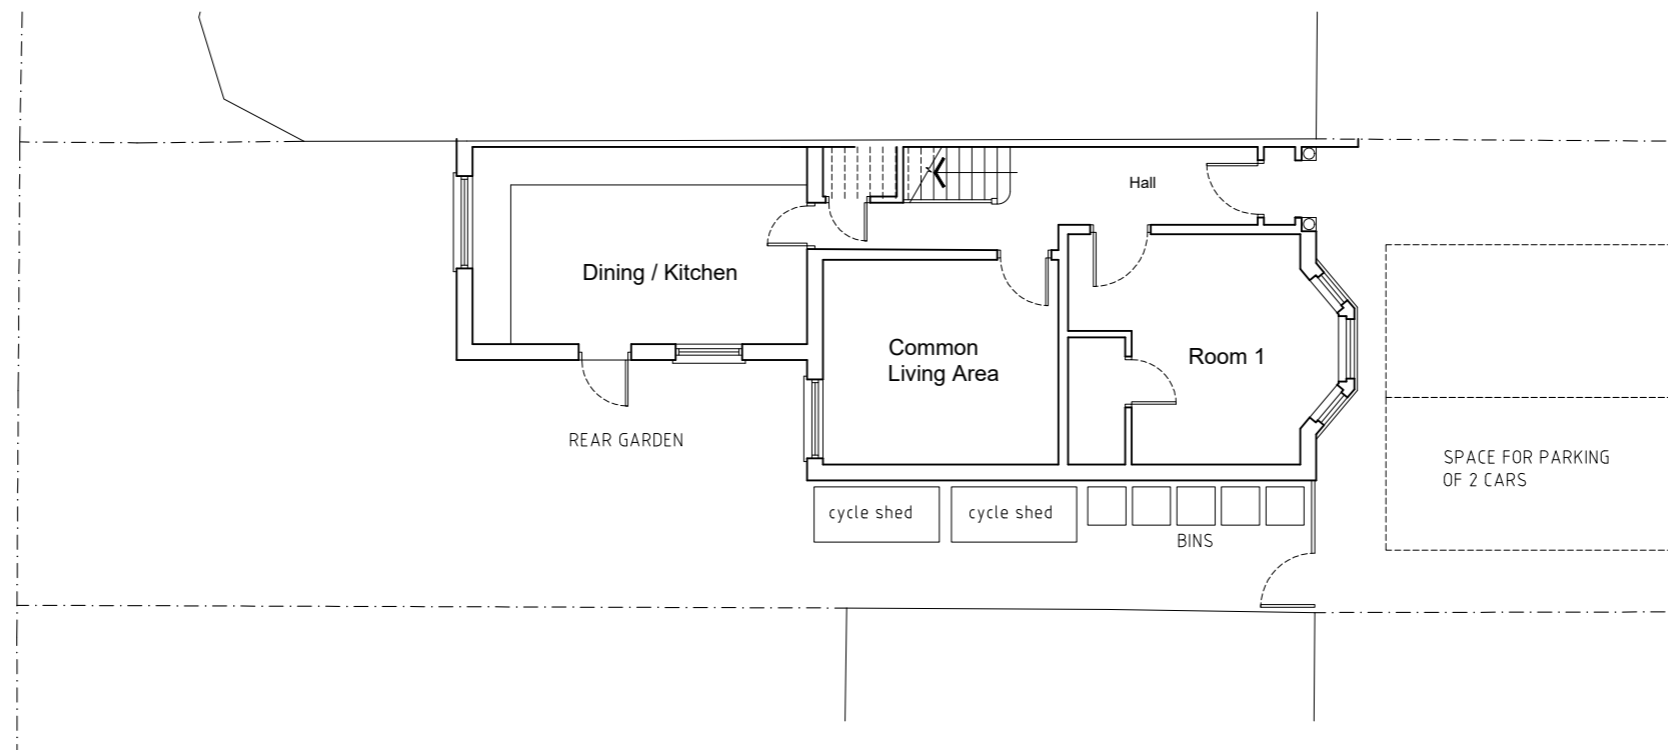 Hall
Dining / Kitchen
Common
Living Area
Room 1
REAR GARDEN
SPACE FOR PARKING
OF 2 CARS
cycle shed
cycle shed
BINS